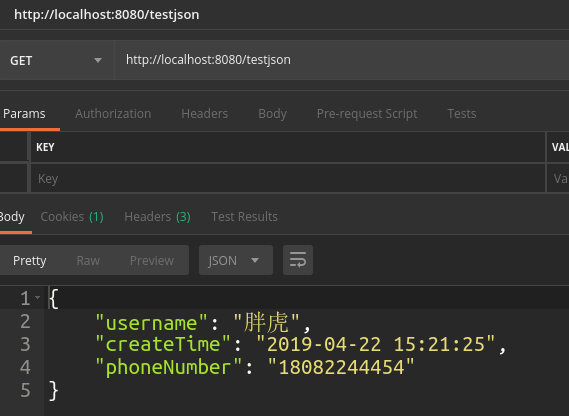 http://localhost:8080/testjson
GET http://localhost:8080/testjson
Params Authorization Headers Body Pre-request Script Tests
KEY VAL
Key Va
Body Cookies (1) Headers (3) Test Results
Pretty Raw Preview JSON
1 {
2 "username": "胖虎",
3 "createTime": "2019-04-22 15:21:25",
4 "phoneNumber": "18082244454"
5 }